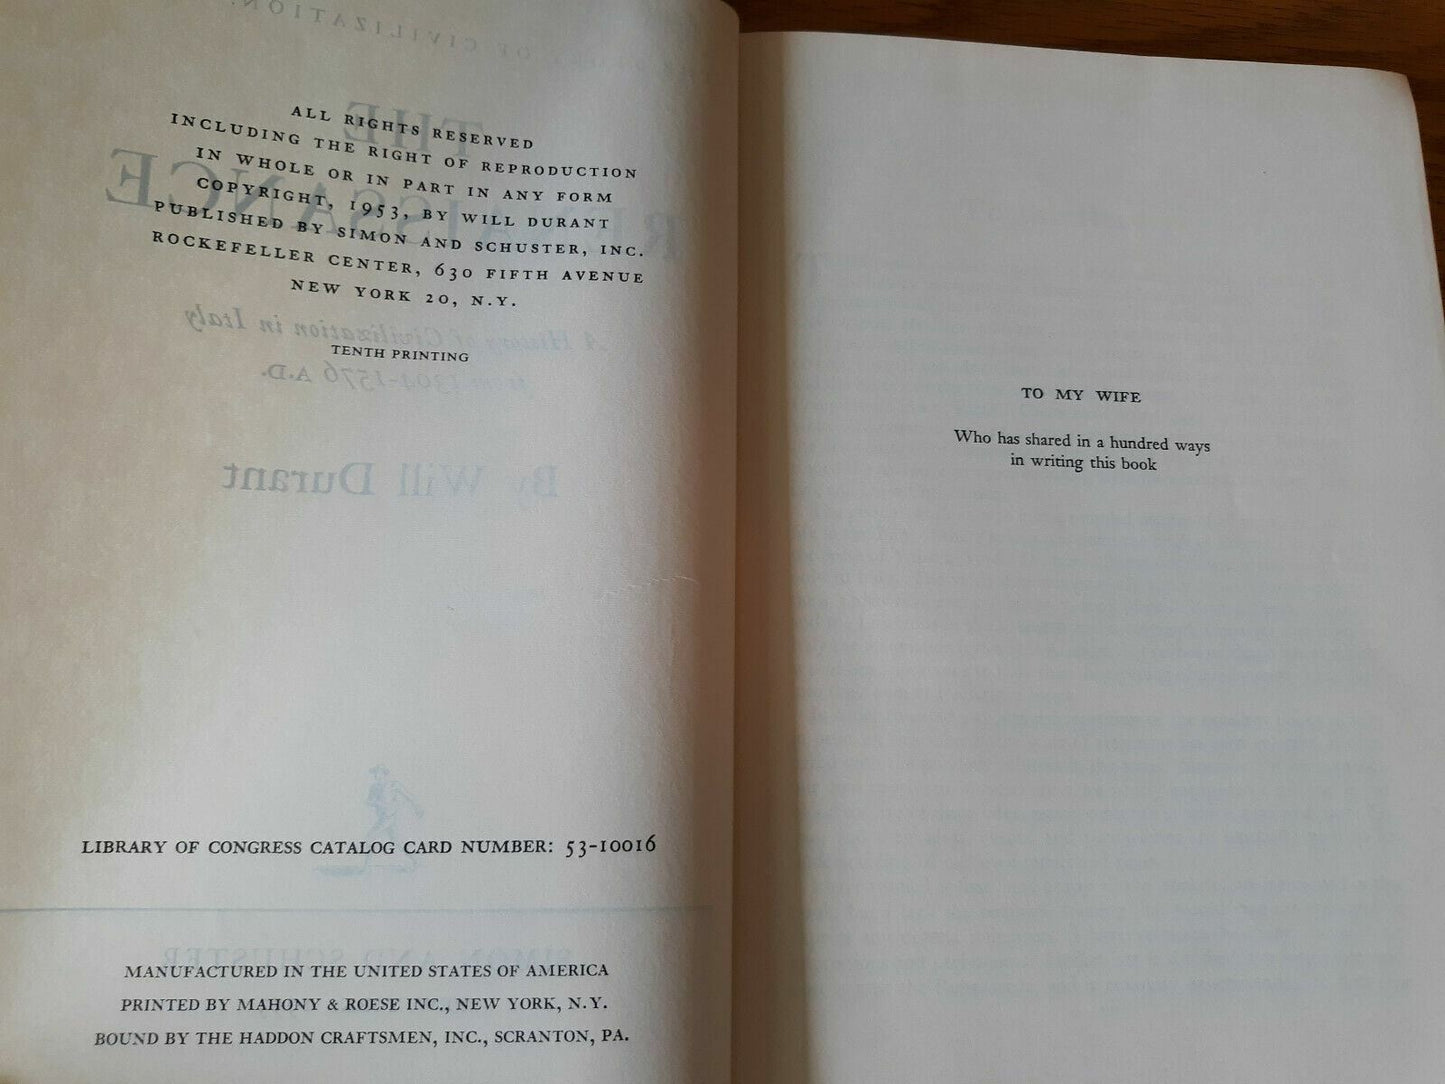 ALL RIGHTS RESERVED
INCLUDING THE RIGHT OF REPRODUCTION
IN WHOLE OR IN PART IN ANY FORM
COPYRIGHT, 1953, BY WILL DURANT
PUBLISHED BY SIMON AND SCHUSTER, INC.
ROCKEFELLER CENTER, 630 FIFTH AVENUE
NEW YORK 20, N.Y.
TENTH PRINTING
LIBRARY OF CONGRESS CATALOG CARD NUMBER: 53-10016
MANUFACTURED IN THE UNITED STATES OF AMERICA
PRINTED BY MAHONY & ROESE INC., NEW YORK, N.Y.
BOUND BY THE HADDON CRAFTSMEN, INC., SCRANTON, PA.
TO MY WIFE
Who has shared in a hundred ways
in writing this book